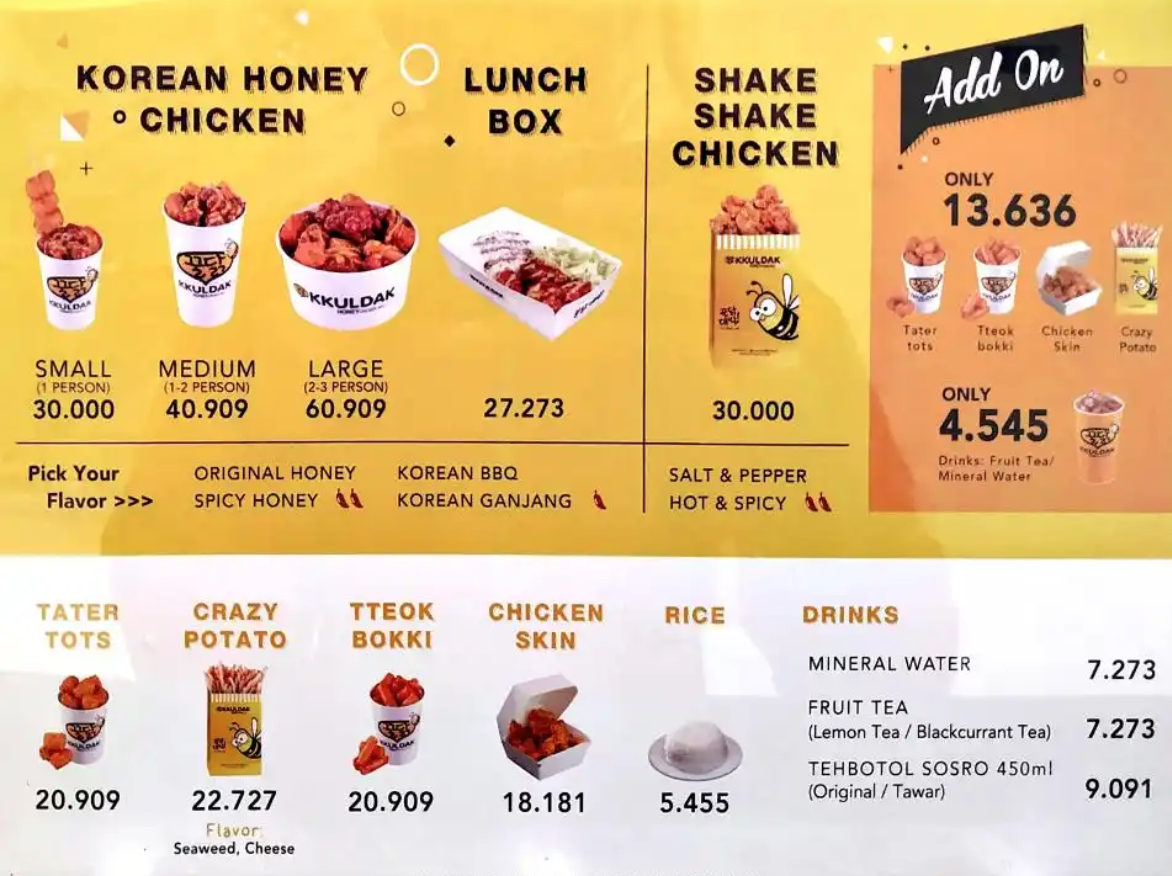 KOREAN HONEY
CHICKEN
SMALL
(1 PERSON)
30.000
MEDIUM
(1-2 PERSON)
40.909
LARGE
(2-3 PERSON)
60.909
LUNCH
BOX
27.273
KKULDAK
KKULDAK
KKULDAK
Pick Your
Flavor >>>
ORIGINAL HONEY
SPICY HONEY
KOREAN BBQ
KOREAN GANJANG
SHAKE
SHAKE
CHICKEN
KKULDAK
30.000
SALT & PEPPER
HOT & SPICY
Add On
ONLY
13.636
Tater
tots
Tteok
bokki
Chicken
Skin
Crazy
Potato
ONLY
4.545
Drinks: Fruit Tea/
Mineral Water
TATER
TOTS
KKULDAK
20.909
CRAZY
POTATO
KKULDAK
22.727
Flavor:
Seaweed, Cheese
TTEOK
BOKKI
KKULDAK
20.909
CHICKEN
SKIN
18.181
RICE
5.455
DRINKS
MINERAL WATER 7.273
FRUIT TEA
(Lemon Tea / Blackcurrant Tea) 7.273
TEHBOTOL SOSRO 450ml
(Original / Tawar) 9.091